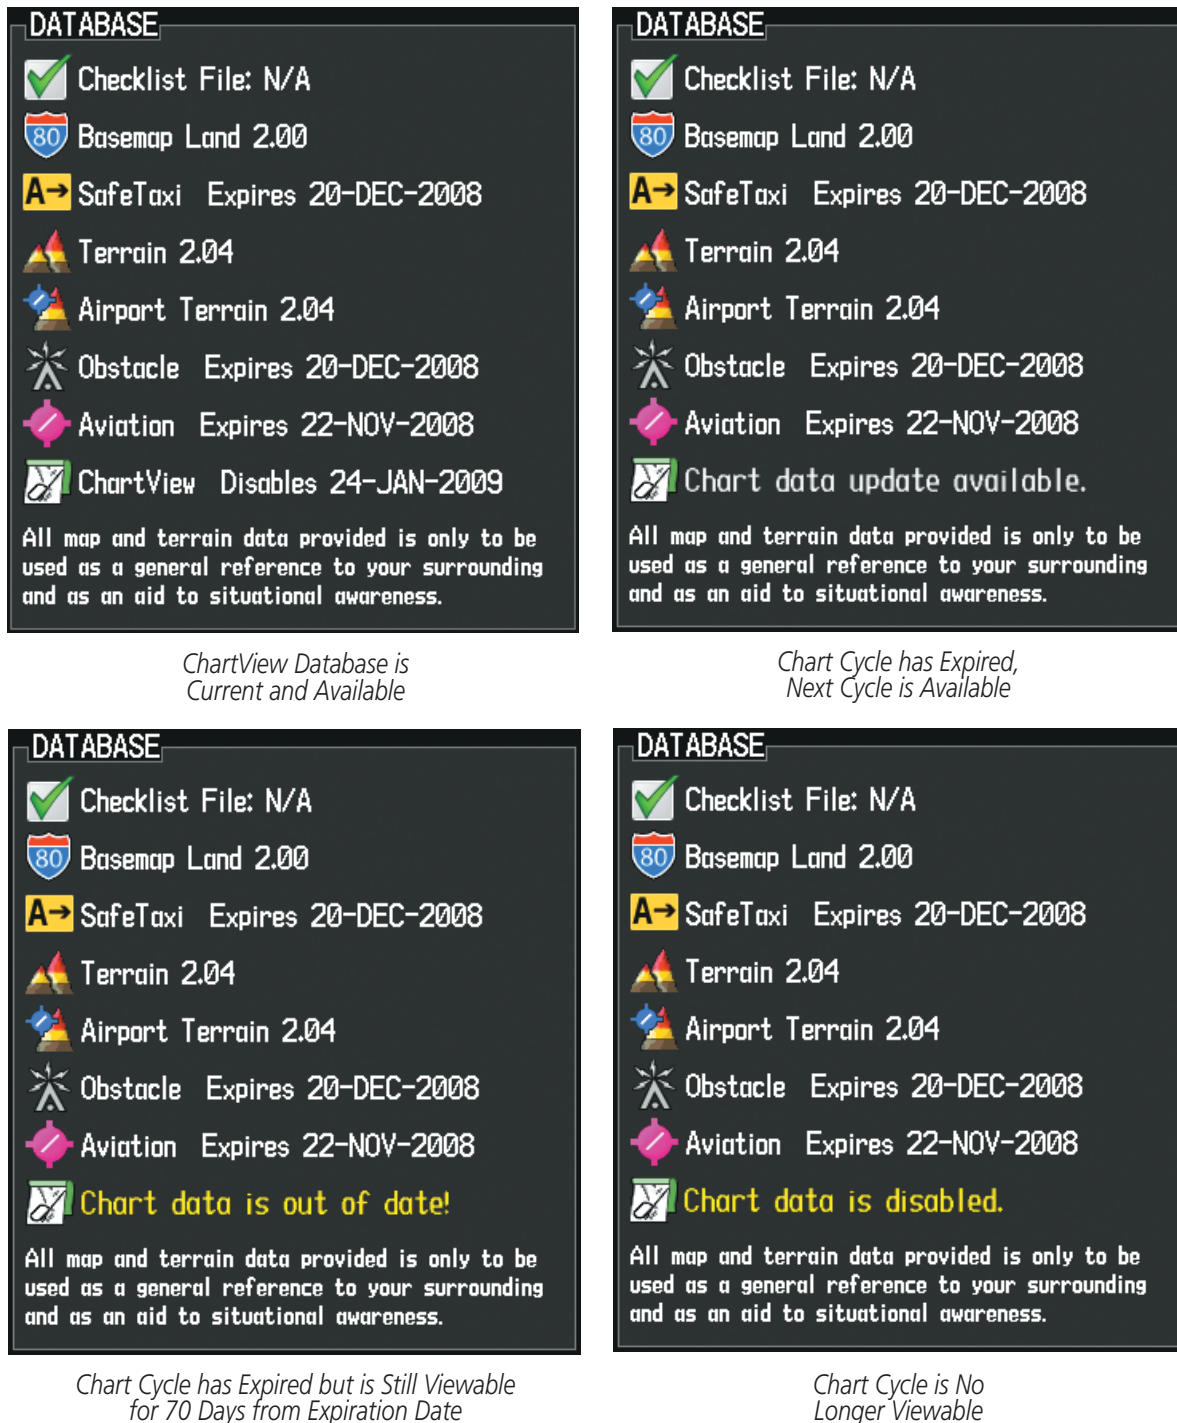 DATABASE
Checklist File: N/A
80
Basemap Land 2.00
A→
SafeTaxi Expires 20-DEC-2008
Terrain 2.04
Airport Terrain 2.04
Obstacle Expires 20-DEC-2008
Aviation Expires 22-NOV-2008
ChartView Disables 24-JAN-2009
All map and terrain data provided is only to be
used as a general reference to your surrounding
and as an aid to situational awareness.
ChartView Database is
Current and Available
DATABASE
Checklist File: N/A
80
Basemap Land 2.00
A→
SafeTaxi Expires 20-DEC-2008
Terrain 2.04
Airport Terrain 2.04
Obstacle Expires 20-DEC-2008
Aviation Expires 22-NOV-2008
Chart data update available.
All map and terrain data provided is only to be
used as a general reference to your surrounding
and as an aid to situational awareness.
Chart Cycle has Expired,
Next Cycle is Available
DATABASE
Checklist File: N/A
80
Basemap Land 2.00
A→
SafeTaxi Expires 20-DEC-2008
Terrain 2.04
Airport Terrain 2.04
Obstacle Expires 20-DEC-2008
Aviation Expires 22-NOV-2008
Chart data is out of date!
All map and terrain data provided is only to be
used as a general reference to your surrounding
and as an aid to situational awareness.
Chart Cycle has Expired but is Still Viewable
for 70 Days from Expiration Date
DATABASE
Checklist File: N/A
80
Basemap Land 2.00
A→
SafeTaxi Expires 20-DEC-2008
Terrain 2.04
Airport Terrain 2.04
Obstacle Expires 20-DEC-2008
Aviation Expires 22-NOV-2008
Chart data is disabled.
All map and terrain data provided is only to be
used as a general reference to your surrounding
and as an aid to situational awareness.
Chart Cycle is No
Longer Viewable